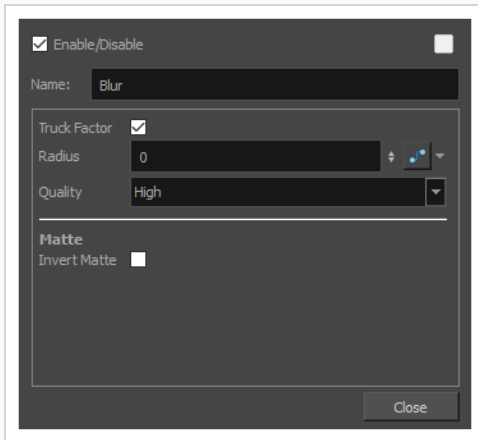 Enable/Disable
Name: Blur
Truck Factor
Radius 0
Quality High
Matte
Invert Matte
Close